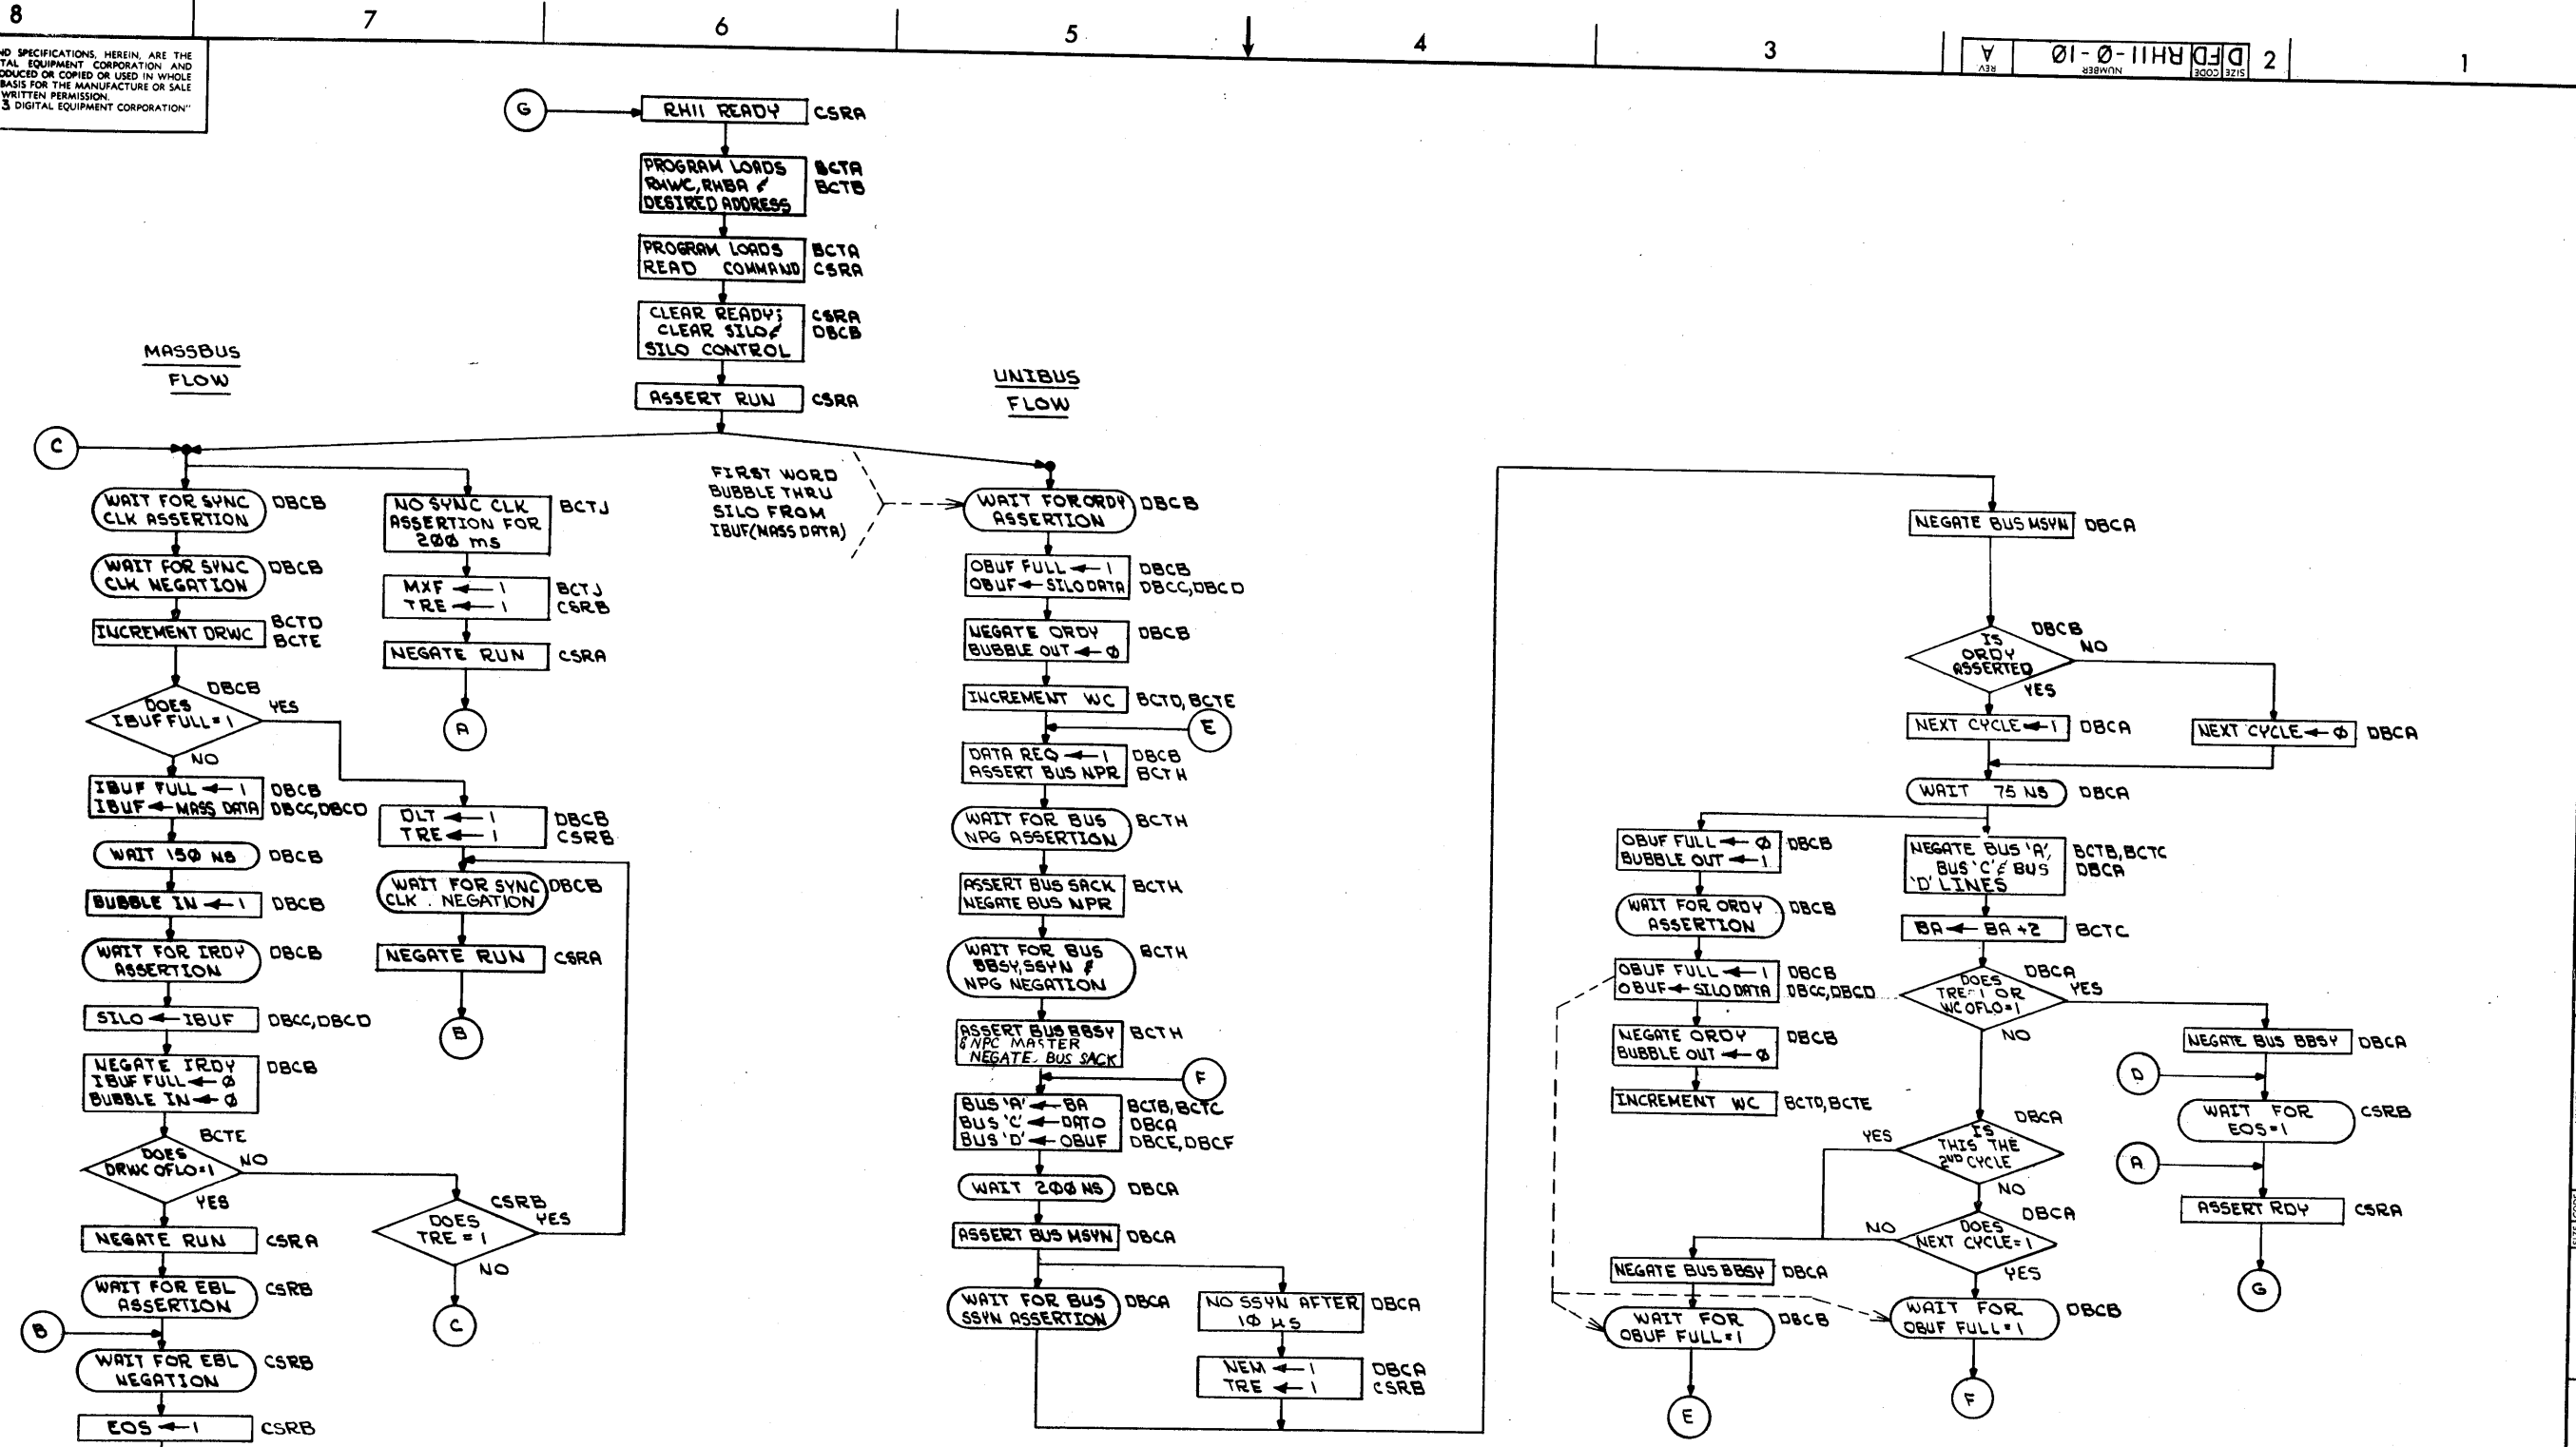 8
7
6
5
4
3
2
1
ND SPECIFICATIONS, HEREIN, ARE THE
TAL EQUIPMENT CORPORATION AND
ODUCED OR COPIED OR USED IN WHOLE
BASIS FOR THE MANUFACTURE OR SALE
WRITTEN PERMISSION.
3 DIGITAL EQUIPMENT CORPORATION"
SIZE CODE NUMBER REV.
D FD RH11-Ø-1Ø A
G
RH11 READY CSRA
PROGRAM LOADS BCTA
RHWC, RHBA & BCTB
DESIRED ADDRESS
PROGRAM LOADS BCTA
READ COMMAND CSRA
CLEAR READY; CSRA
CLEAR SILO & DBCB
SILO CONTROL
ASSERT RUN CSRA
MASSBUS
FLOW
C
WAIT FOR SYNC DBCB
CLK ASSERTION
WAIT FOR SYNC DBCB
CLK NEGATION
INCREMENT DRWC BCTD
BCTE
DBCB
DOES
IBUF FULL=1
YES
NO
IBUF FULL ← 1 DBCB
IBUF ← MASS DATA DBCC,DBCD
WAIT 15Ø NS DBCB
BUBBLE IN ← 1 DBCB
WAIT FOR IRDY DBCB
ASSERTION
SILO ← IBUF DBCC,DBCD
NEGATE IRDY DBCB
IBUF FULL ← Ø
BUBBLE IN ← Ø
BCTE
DOES
DRWC OFLO=1
NO
YES
NEGATE RUN CSRA
WAIT FOR EBL CSRB
ASSERTION
B
WAIT FOR EBL CSRB
NEGATION
EOS ← 1 CSRB
NO SYNC CLK BCTJ
ASSERTION FOR
2ØØ ms
MXF ← 1 BCTJ
TRE ← 1 CSRB
NEGATE RUN CSRA
A
DLT ← 1 DBCB
TRE ← 1 CSRB
WAIT FOR SYNC DBCB
CLK. NEGATION
NEGATE RUN CSRA
B
CSRB
DOES
TRE = 1
YES
NO
C
UNIBUS
FLOW
FIRST WORD
BUBBLE THRU
SILO FROM
IBUF(MASS DATA)
WAIT FOR ORDY DBCB
ASSERTION
OBUF FULL ← 1 DBCB
OBUF ← SILO DATA DBCC,DBCD
NEGATE ORDY DBCB
BUBBLE OUT ← Ø
INCREMENT WC BCTD,BCTE
E
DATA REQ ← 1 DBCB
ASSERT BUS NPR BCTH
WAIT FOR BUS BCTH
NPG ASSERTION
ASSERT BUS SACK BCTH
NEGATE BUS NPR
WAIT FOR BUS BCTH
BBSY, SSYN &
NPG NEGATION
ASSERT BUS BBSY BCTH
& NPC MASTER
NEGATE BUS SACK
F
BUS 'A' ← BA BCTB, BCTC
BUS 'C' ← DATO DBCA
BUS 'D' ← OBUF DBCE, DBCF
WAIT 2ØØ NS DBCA
ASSERT BUS MSYN DBCA
WAIT FOR BUS DBCA
SSYN ASSERTION
NO SSYN AFTER DBCA
1Ø µS
NEM ← 1 DBCA
TRE ← 1 CSRB
NEGATE BUS MSYN DBCA
DBCB
IS
ORDY
ASSERTED
NO
YES
NEXT CYCLE ← 1 DBCA
NEXT CYCLE ← Ø DBCA
WAIT 75 NS DBCA
OBUF FULL ← Ø DBCB
BUBBLE OUT ← 1
WAIT FOR ORDY DBCB
ASSERTION
OBUF FULL ← 1 DBCB
OBUF ← SILO DATA DBCC,DBCD
NEGATE ORDY DBCB
BUBBLE OUT ← Ø
INCREMENT WC BCTD,BCTE
NEGATE BUS 'A', BCTB,BCTC
BUS 'C' & BUS DBCA
'D' LINES
BA ← BA +2 BCTC
DBCA
DOES
TRE=1 OR
WC OFLO=1
YES
NO
DBCA
IS
THIS THE
2ND CYCLE
YES
NO
DBCA
DOES
NEXT CYCLE=1
NO
YES
NEGATE BUS BBSY DBCA
WAIT FOR DBCB
OBUF FULL=1
E
WAIT FOR DBCB
OBUF FULL=1
F
NEGATE BUS BBSY DBCA
D
WAIT FOR CSRB
EOS=1
A
ASSERT RDY CSRA
G